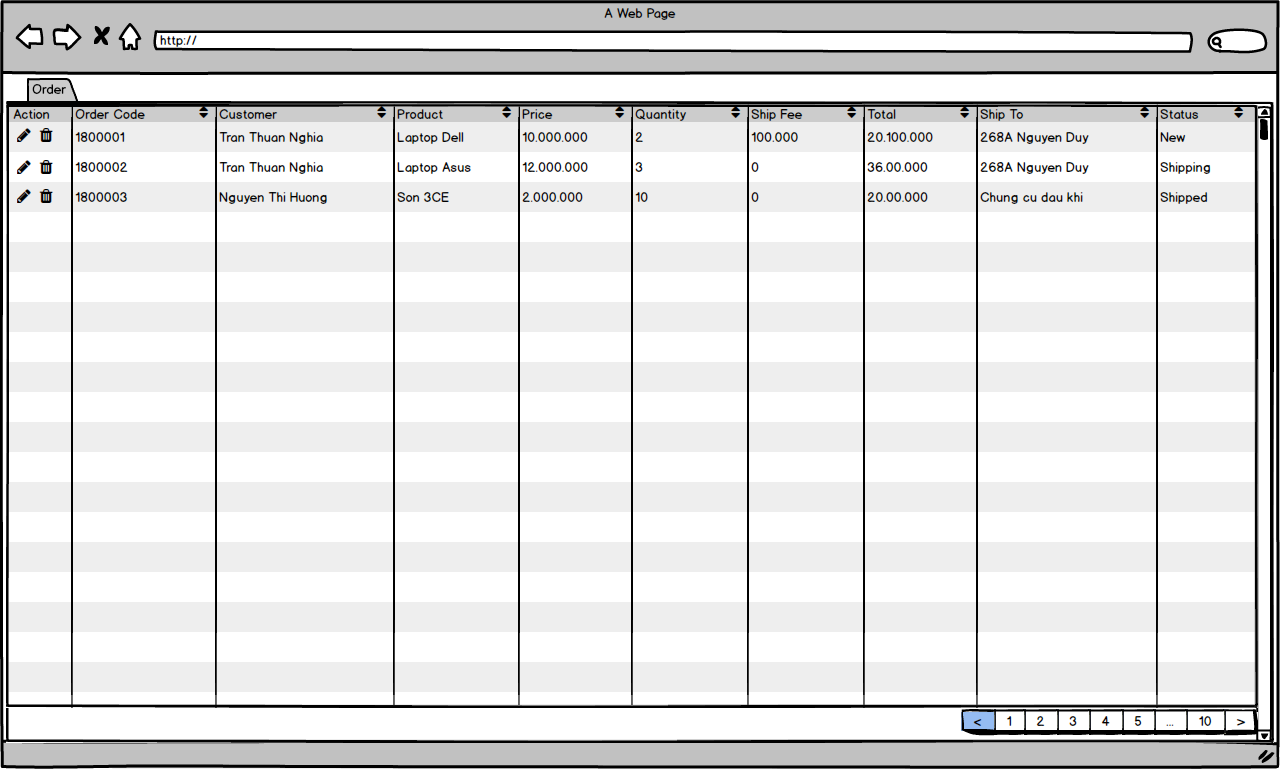 A Web Page
http://
Order
Action Order Code Customer Product Price Quantity Ship Fee Total Ship To Status
1800001 Tran Thuan Nghia Laptop Dell 10.000.000 2 100.000 20.100.000 268A Nguyen Duy New
1800002 Tran Thuan Nghia Laptop Asus 12.000.000 3 0 36.00.000 268A Nguyen Duy Shipping
1800003 Nguyen Thi Huong Son 3CE 2.000.000 10 0 20.00.000 Chung cu dau khi Shipped
< 1 2 3 4 5 ... 10 >